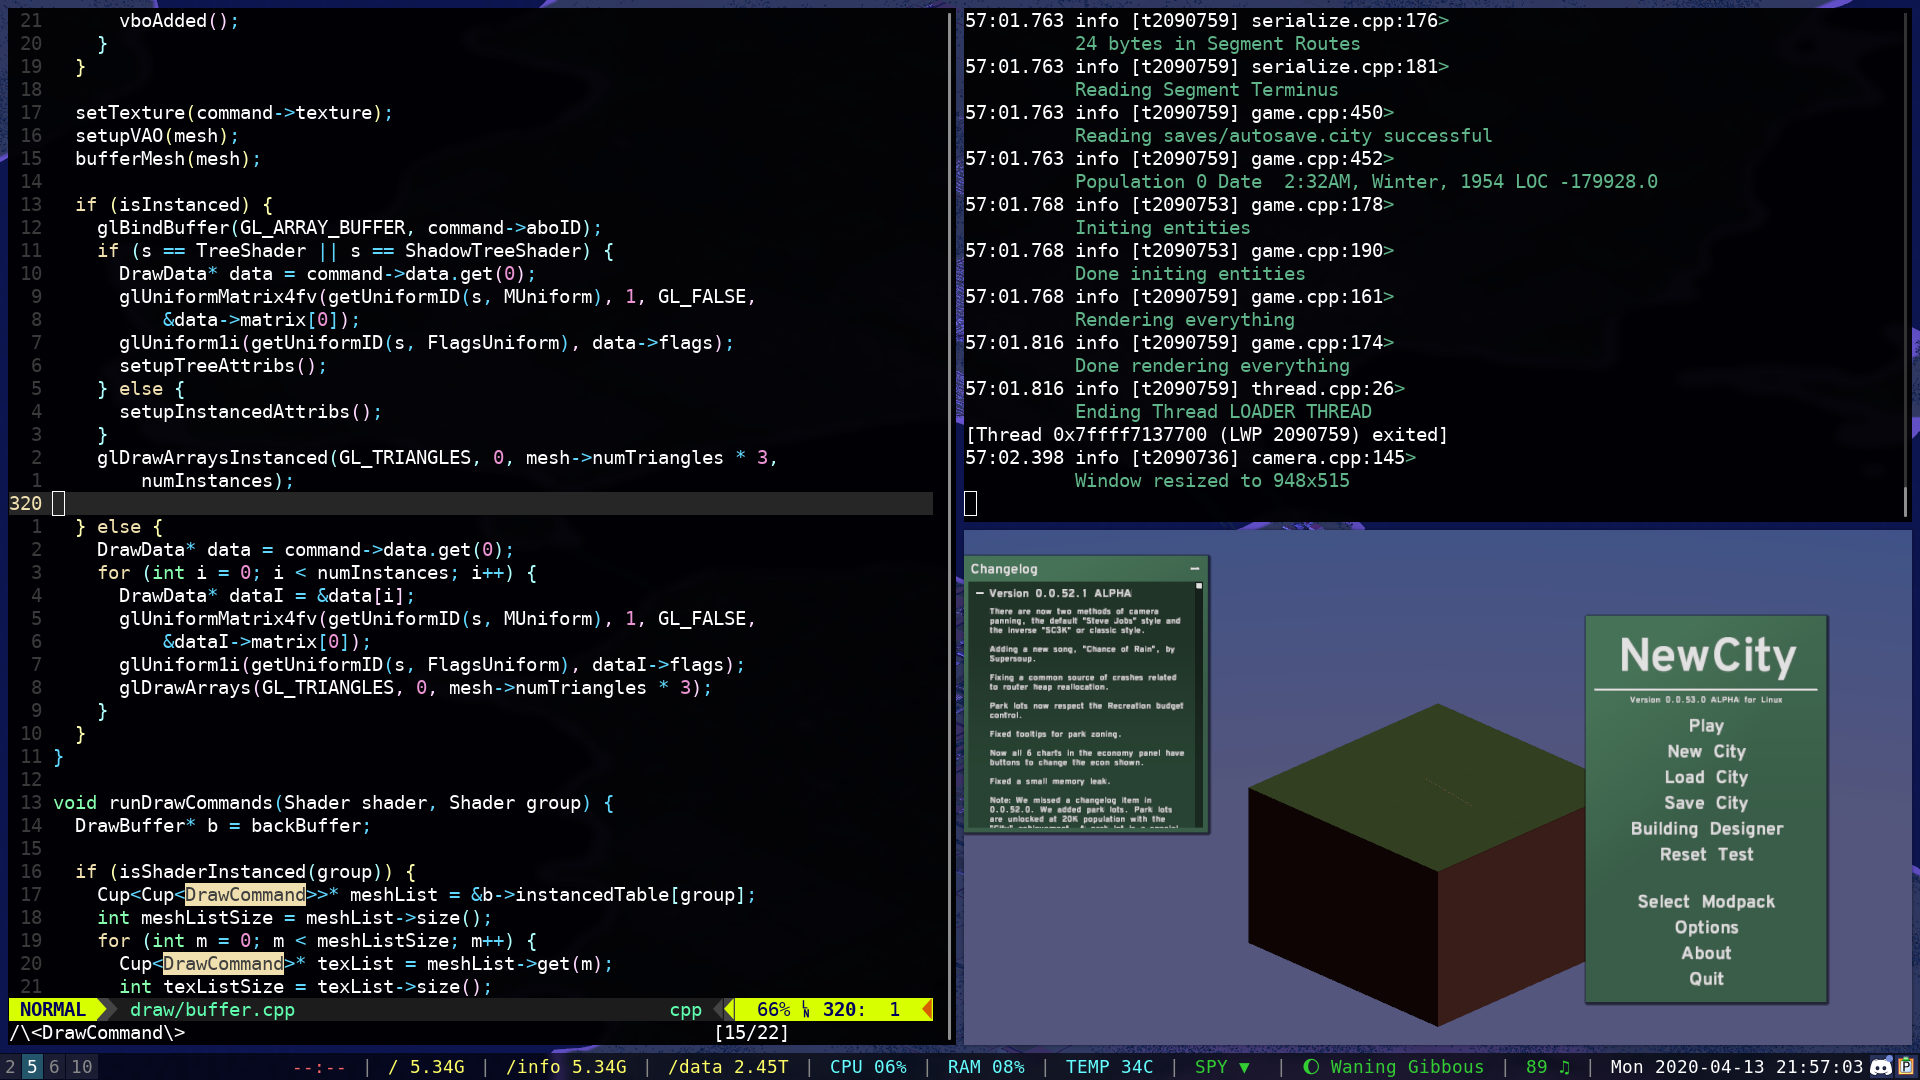 21       vboAdded();
20     }
19   }
18
17   setTexture(command->texture);
16   setupVAO(mesh);
15   bufferMesh(mesh);
14
13   if (isInstanced) {
12     glBindBuffer(GL_ARRAY_BUFFER, command->aboID);
11     if (s == TreeShader || s == ShadowTreeShader) {
10       DrawData* data = command->data.get(0);
9       glUniformMatrix4fv(getUniformID(s, MUniform), 1, GL_FALSE,
8           &data->matrix[0]);
7       glUniform1i(getUniformID(s, FlagsUniform), data->flags);
6       setupTreeAttribs();
5     } else {
4       setupInstancedAttribs();
3     }
2     glDrawArraysInstanced(GL_TRIANGLES, 0, mesh->numTriangles * 3,
1         numInstances);
320
1   } else {
2     DrawData* data = command->data.get(0);
3     for (int i = 0; i < numInstances; i++) {
4       DrawData* dataI = &data[i];
5       glUniformMatrix4fv(getUniformID(s, MUniform), 1, GL_FALSE,
6           &dataI->matrix[0]);
7       glUniform1i(getUniformID(s, FlagsUniform), dataI->flags);
8       glDrawArrays(GL_TRIANGLES, 0, mesh->numTriangles * 3);
9     }
10   }
11 }
12
13 void runDrawCommands(Shader shader, Shader group) {
14   DrawBuffer* b = backBuffer;
15
16   if (isShaderInstanced(group)) {
17     Cup<Cup<DrawCommand>>* meshList = &b->instancedTable[group];
18     int meshListSize = meshList->size();
19     for (int m = 0; m < meshListSize; m++) {
20       Cup<DrawCommand>* texList = meshList->get(m);
21       int texListSize = texList->size();
NORMAL draw/buffer.cpp cpp 66% 320: 1
/\<DrawCommand\> [15/22]
57:01.763 info [t2090759] serialize.cpp:176>
24 bytes in Segment Routes
57:01.763 info [t2090759] serialize.cpp:181>
Reading Segment Terminus
57:01.763 info [t2090759] game.cpp:450>
Reading saves/autosave.city successful
57:01.763 info [t2090759] game.cpp:452>
Population 0 Date  2:32AM, Winter, 1954 LOC -179928.0
57:01.768 info [t2090753] game.cpp:178>
Initing entities
57:01.768 info [t2090753] game.cpp:190>
Done initing entities
57:01.768 info [t2090759] game.cpp:161>
Rendering everything
57:01.816 info [t2090759] game.cpp:174>
Done rendering everything
57:01.816 info [t2090759] thread.cpp:26>
Ending Thread LOADER THREAD
[Thread 0x7ffff7137700 (LWP 2090759) exited]
57:02.398 info [t2090736] camera.cpp:145>
Window resized to 948x515
Changelog
Version 0.0.52.1 ALPHA
There are now two methods of camera
panning, the default "Steve Jobs" style and
the inverse "SC3K" or classic style.
Adding a new song, "Chance of Rain", by
Supersoup.
Fixing a common source of crashes related
to router heap reallocation.
Park lots now respect the Recreation budget
control.
Fixed tooltips for park zoning.
Now all 6 charts in the economy panel have
buttons to change the econ shown.
Fixed a small memory leak.
Note: We missed a changelog item in
0.0.52.0. We added park lots. Park lots
are unlocked at 20K population with the
NewCity
Version 0.0.53.0 ALPHA for Linux
Play
New City
Load City
Save City
Building Designer
Reset Test
Select Modpack
Options
About
Quit
2 5 6 10 --:-- | / 5.34G | /info 5.34G | /data 2.45T | CPU 06% | RAM 08% | TEMP 34C | SPY ▼ | Waning Gibbous | 89 ♫ | Mon 2020-04-13 21:57:03